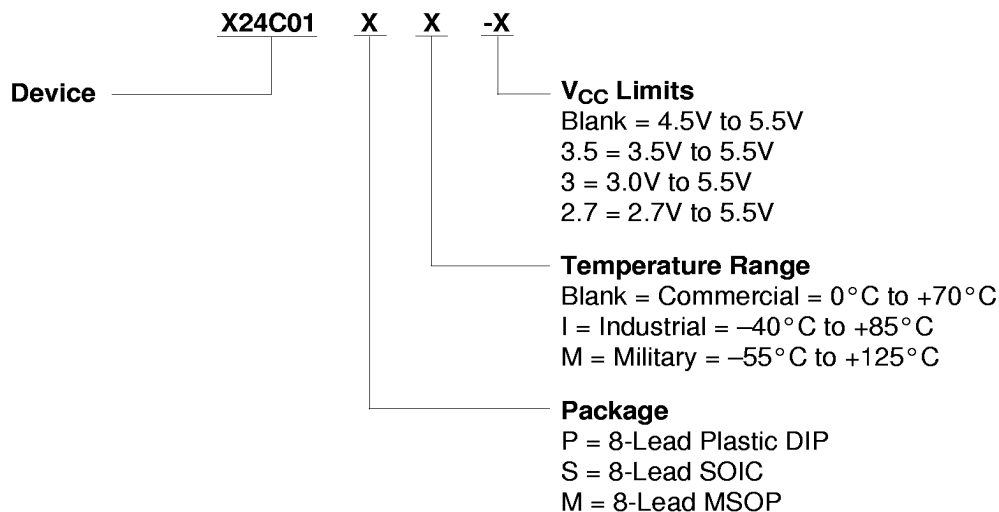 X24C01 X X -X
Device
VCC Limits
Blank = 4.5V to 5.5V
3.5 = 3.5V to 5.5V
3 = 3.0V to 5.5V
2.7 = 2.7V to 5.5V
Temperature Range
Blank = Commercial = 0°C to +70°C
I = Industrial = –40°C to +85°C
M = Military = –55°C to +125°C
Package
P = 8-Lead Plastic DIP
S = 8-Lead SOIC
M = 8-Lead MSOP